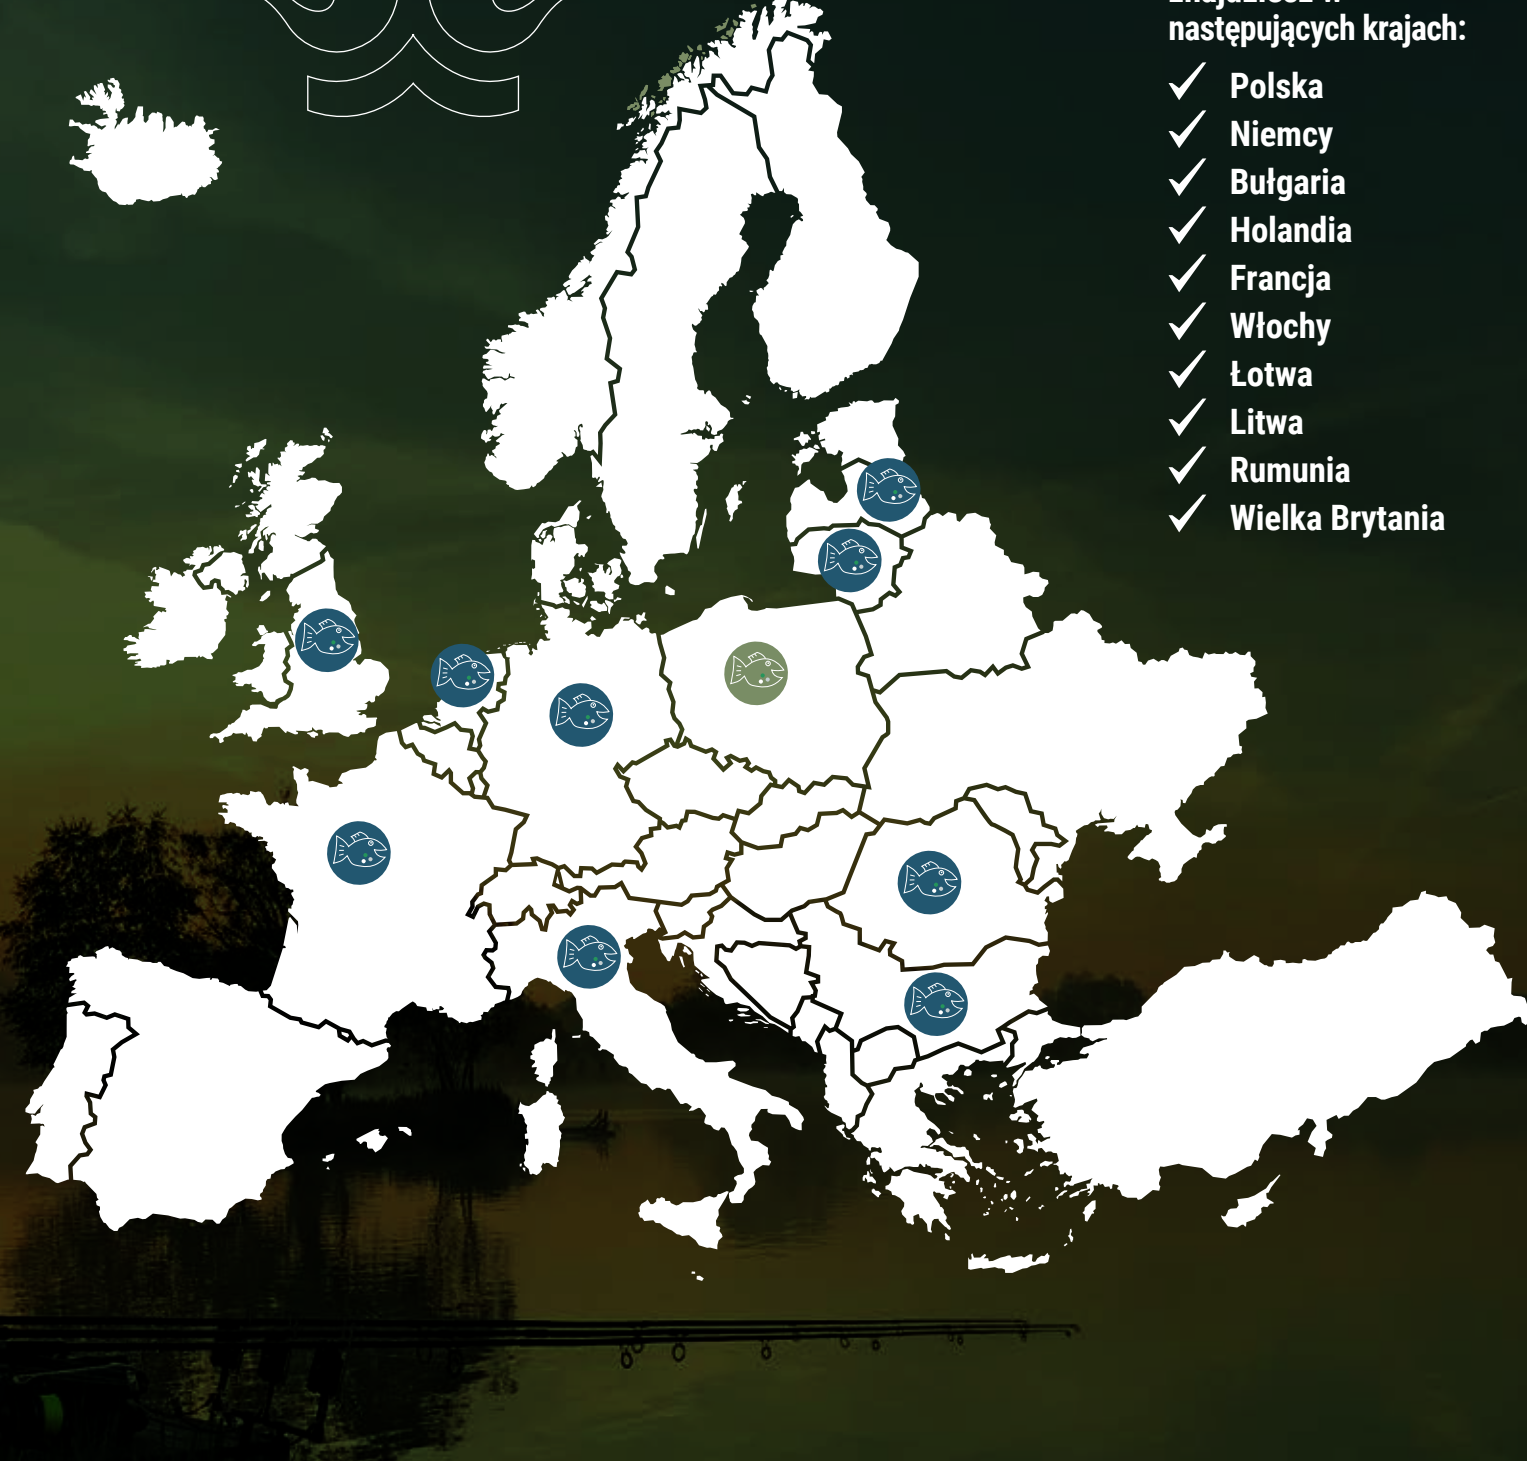 następujących krajach:
Polska
Niemcy
Bułgaria
Holandia
Francja
Włochy
Łotwa
Litwa
Rumunia
Wielka Brytania